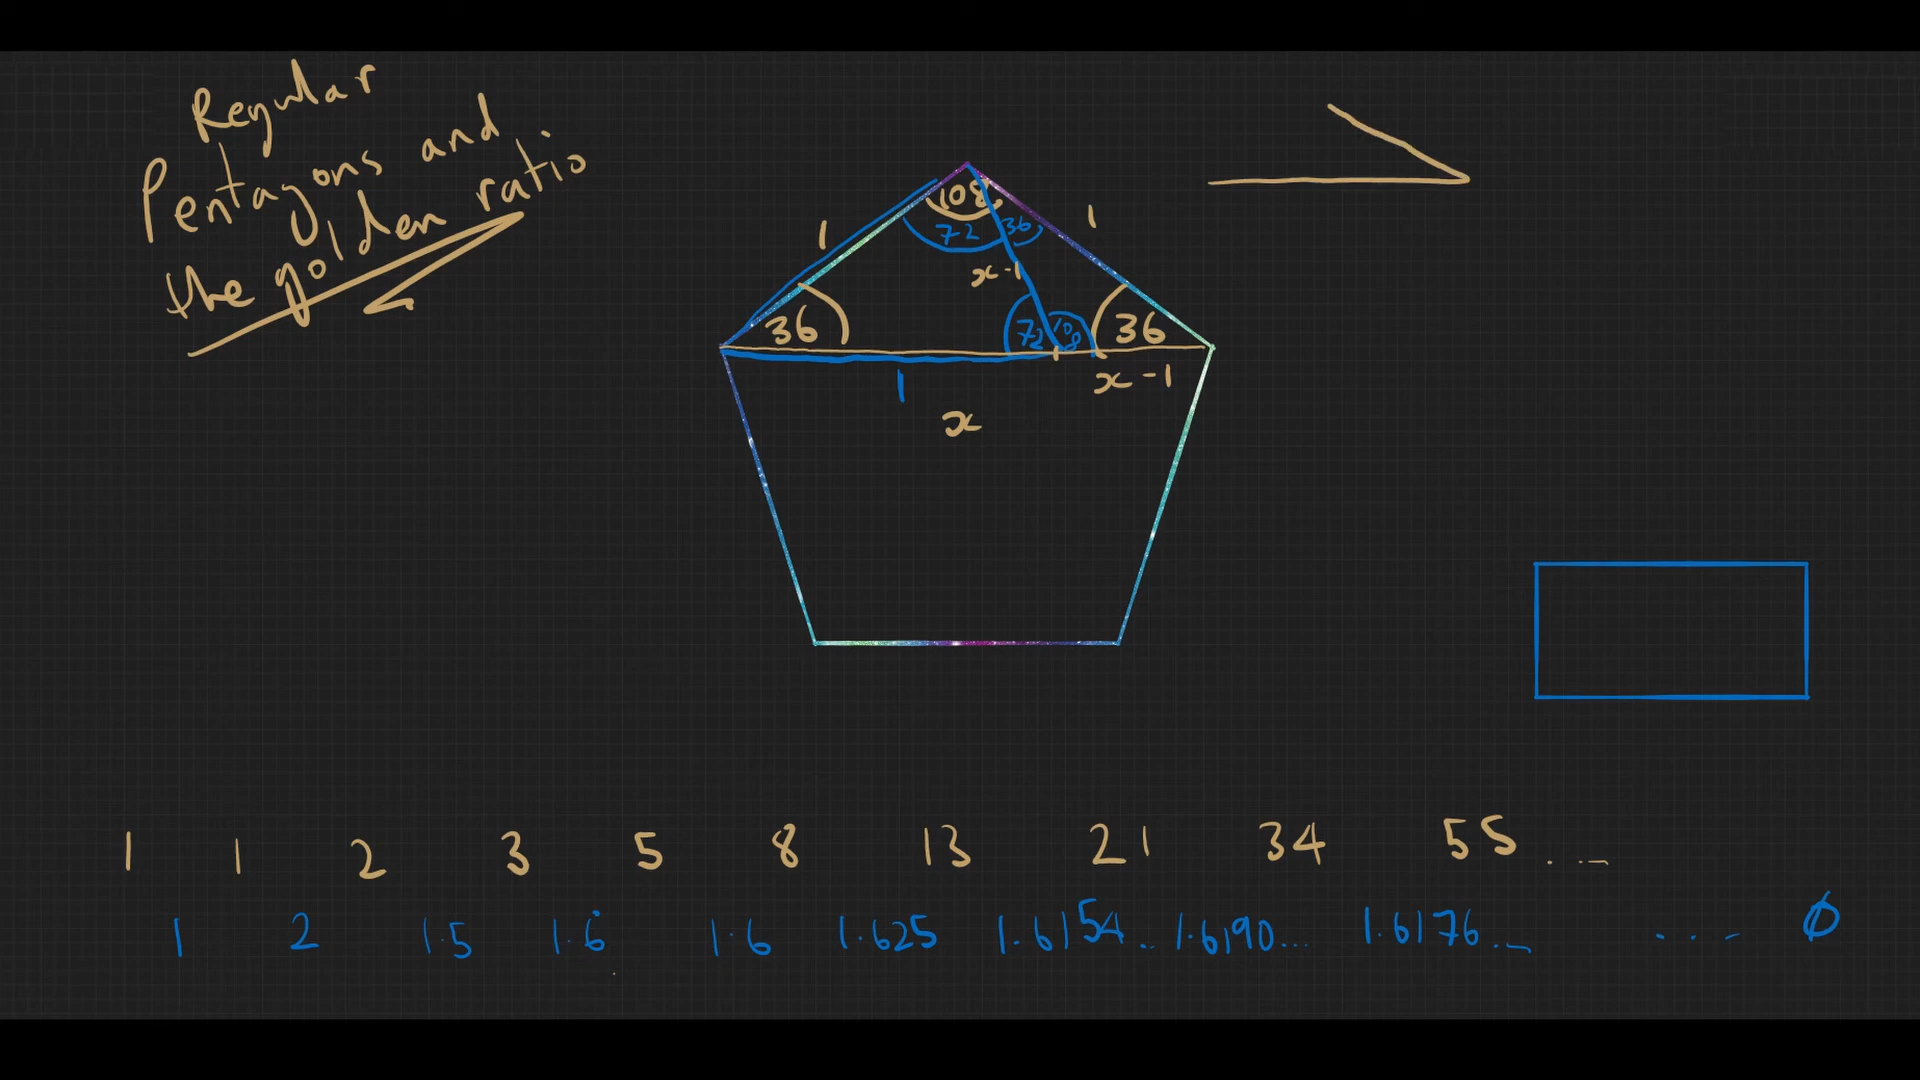 Regular
Pentagons and
the golden ratio
108
1
1
72
36
x-1
36
72
108
36
1
x-1
x
1 1 2 3 5 8 13 21 34 55 ...
1 2 1.5 1.6̇ 1.6 1.625 1.6154... 1.6190... 1.6176... ... Ø